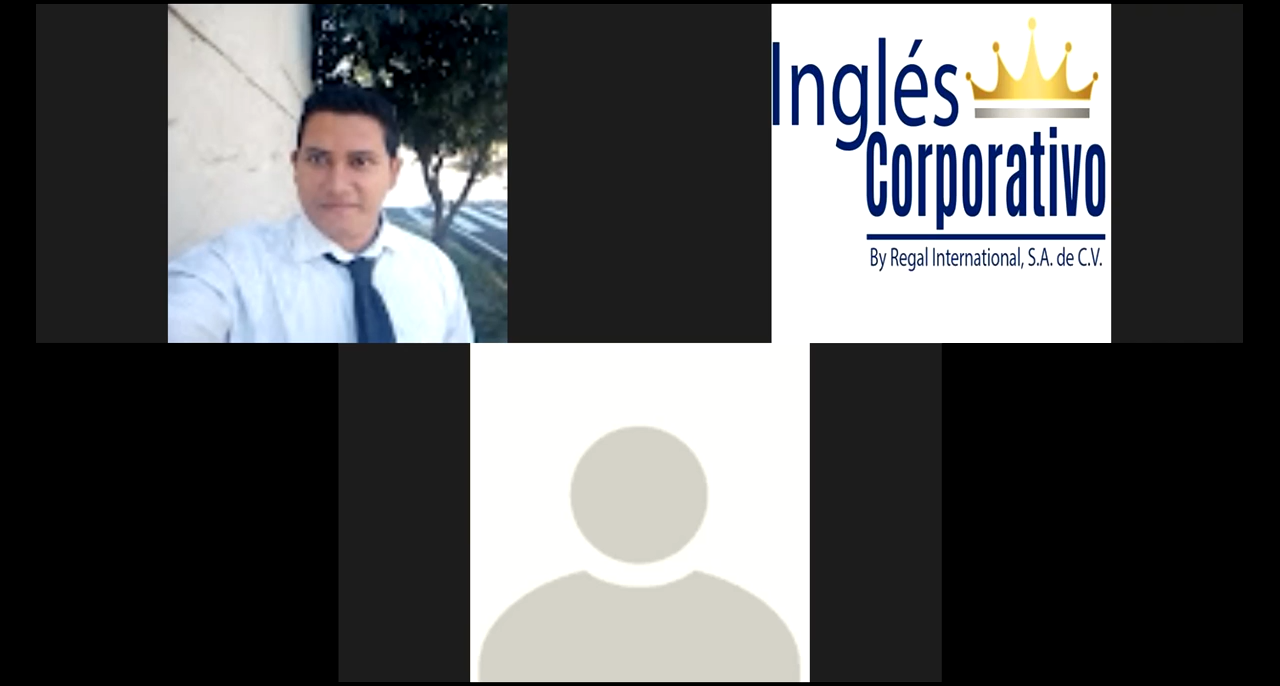 Inglés
Corporativo
By Regal International, S.A. de C.V.